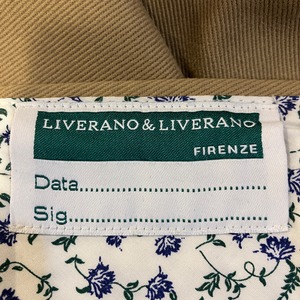 LIVERANO & LIVERANO
FIRENZE
Data..............................
Sig..............................